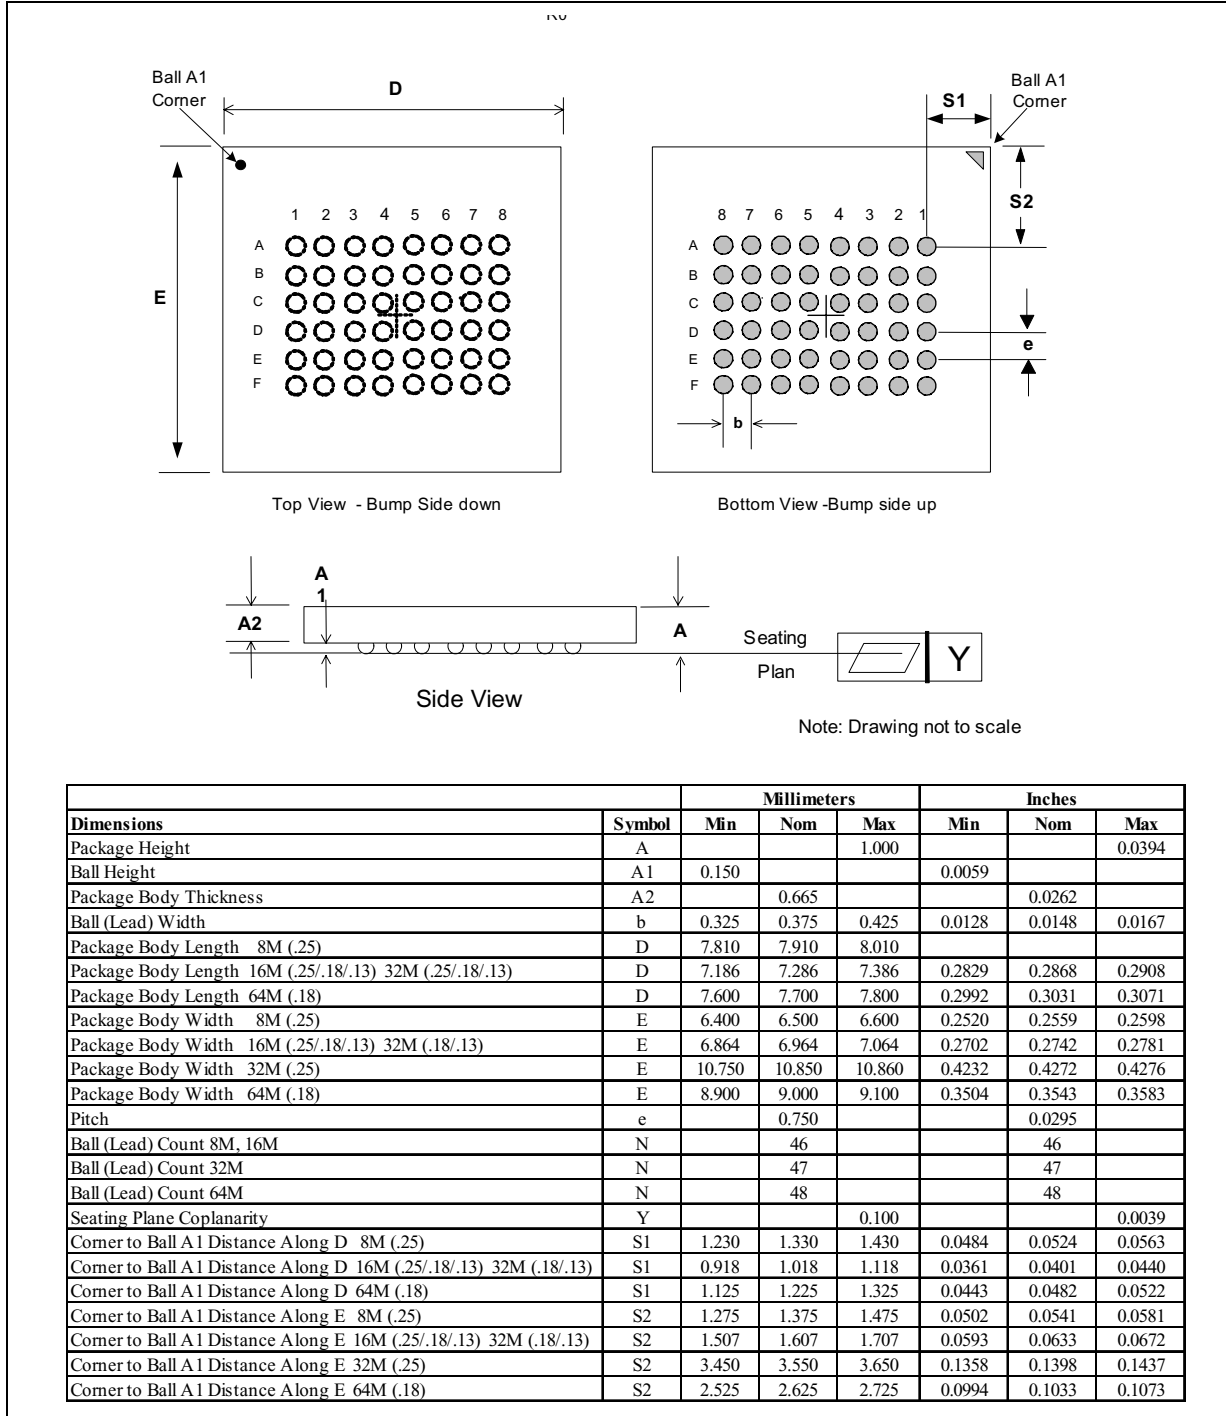 Ball A1
Corner
D
E
1 2 3 4 5 6 7 8
A
B
C
D
E
F
Top View - Bump Side down
Ball A1
Corner
S1
S2
8 7 6 5 4 3 2 1
A
B
C
D
E
F
e
b
Bottom View -Bump side up
A
1
A2
A
Side View
Seating
Plan
Y
Note: Drawing not to scale
Millimeters Inches
Dimensions Symbol Min Nom Max Min Nom Max
Package Height A 1.000 0.0394
Ball Height A1 0.150 0.0059
Package Body Thickness A2 0.665 0.0262
Ball (Lead) Width b 0.325 0.375 0.425 0.0128 0.0148 0.0167
Package Body Length 8M (.25) D 7.810 7.910 8.010
Package Body Length 16M (.25/.18/.13) 32M (.25/.18/.13) D 7.186 7.286 7.386 0.2829 0.2868 0.2908
Package Body Length 64M (.18) D 7.600 7.700 7.800 0.2992 0.3031 0.3071
Package Body Width 8M (.25) E 6.400 6.500 6.600 0.2520 0.2559 0.2598
Package Body Width 16M (.25/.18/.13) 32M (.18/.13) E 6.864 6.964 7.064 0.2702 0.2742 0.2781
Package Body Width 32M (.25) E 10.750 10.850 10.860 0.4232 0.4272 0.4276
Package Body Width 64M (.18) E 8.900 9.000 9.100 0.3504 0.3543 0.3583
Pitch e 0.750 0.0295
Ball (Lead) Count 8M, 16M N 46 46
Ball (Lead) Count 32M N 47 47
Ball (Lead) Count 64M N 48 48
Seating Plane Coplanarity Y 0.100 0.0039
Corner to Ball A1 Distance Along D 8M (.25) S1 1.230 1.330 1.430 0.0484 0.0524 0.0563
Corner to Ball A1 Distance Along D 16M (.25/.18/.13) 32M (.18/.13) S1 0.918 1.018 1.118 0.0361 0.0401 0.0440
Corner to Ball A1 Distance Along D 64M (.18) S1 1.125 1.225 1.325 0.0443 0.0482 0.0522
Corner to Ball A1 Distance Along E 8M (.25) S2 1.275 1.375 1.475 0.0502 0.0541 0.0581
Corner to Ball A1 Distance Along E 16M (.25/.18/.13) 32M (.18/.13) S2 1.507 1.607 1.707 0.0593 0.0633 0.0672
Corner to Ball A1 Distance Along E 32M (.25) S2 3.450 3.550 3.650 0.1358 0.1398 0.1437
Corner to Ball A1 Distance Along E 64M (.18) S2 2.525 2.625 2.725 0.0994 0.1033 0.1073